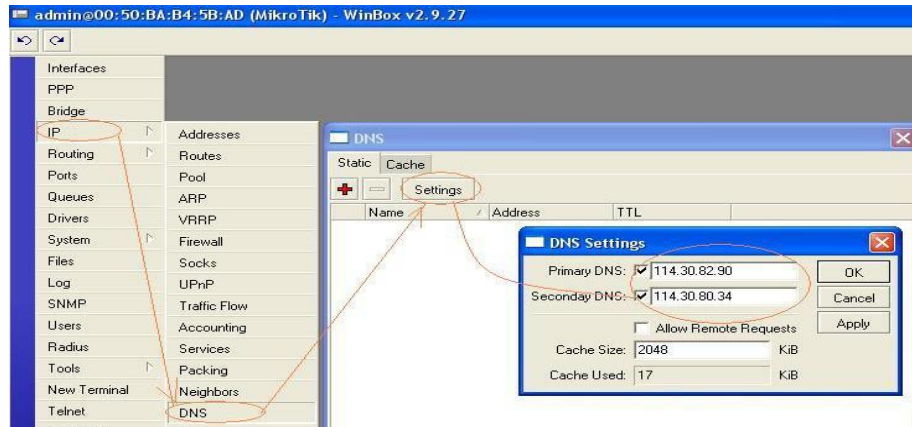 admin@00:50:BA:B4:5B:AD (MikroTik) - WinBox v2.9.27
Interfaces
PPP
Bridge
IP
Routing
Ports
Queues
Drivers
System
Files
Log
SNMP
Users
Radius
Tools
New Terminal
Telnet
Addresses
Routes
Pool
ARP
VRRP
Firewall
Socks
UPnP
Traffic Flow
Accounting
Services
Packing
Neighbors
DNS
DNS
Static Cache
Settings
Name Address TTL
DNS Settings
Primary DNS: 114.30.82.90
Seconday DNS: 114.30.80.34
Allow Remote Requests
Cache Size: 2048 KiB
Cache Used: 17 KiB
OK
Cancel
Apply